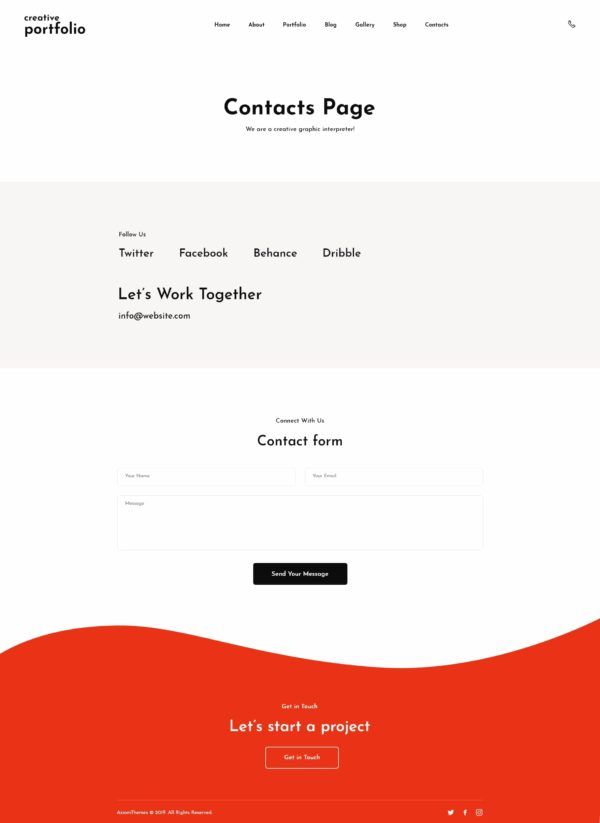 creative
portfolio
Home About Portfolio Blog Gallery Shop Contacts
Contacts Page
We are a creative graphic interpreter!
Follow Us
Twitter Facebook Behance Dribble
Let's Work Together
info@website.com
Connect With Us
Contact form
Your Name Your Email
Message
Send Your Message
Get in Touch
Let's start a project
Get in Touch
AxiomThemes © 2019. All Rights Reserved.